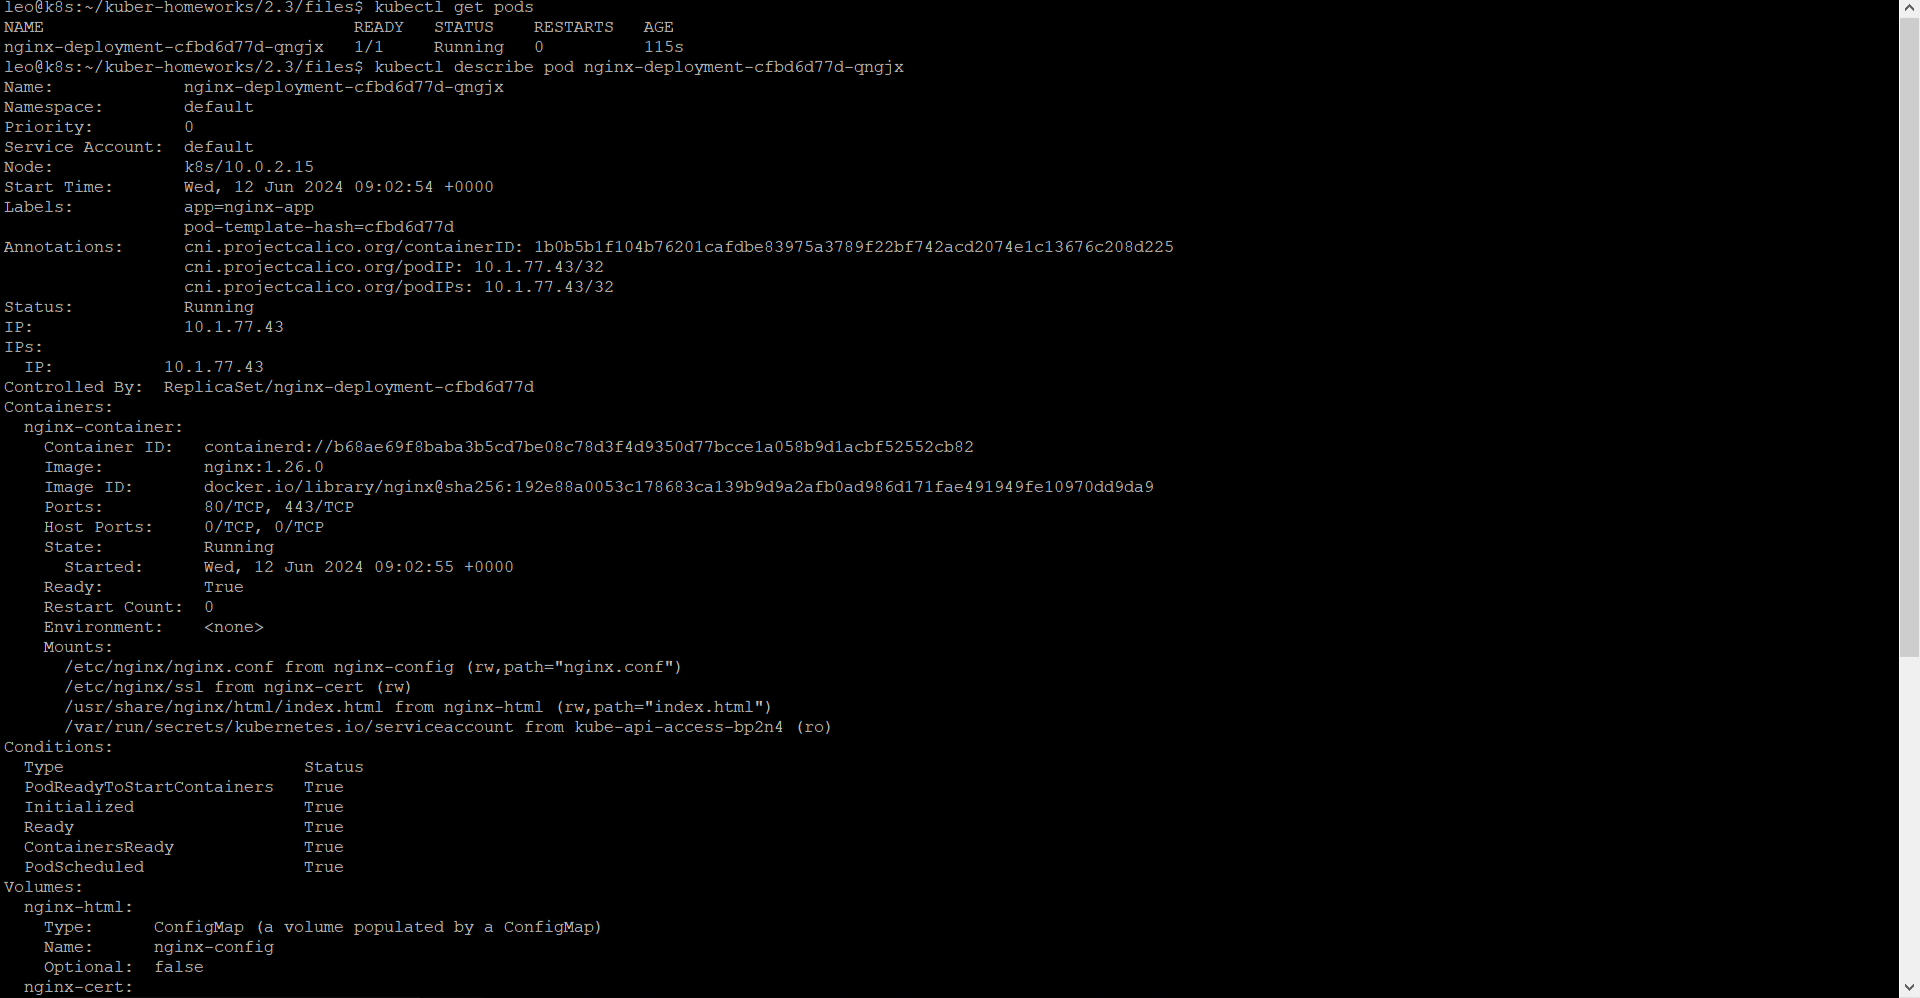 leo@k8s:~/kuber-homeworks/2.3/files$ kubectl get pods
NAME                               READY   STATUS    RESTARTS   AGE
nginx-deployment-cfbd6d77d-qngjx   1/1     Running   0          115s
leo@k8s:~/kuber-homeworks/2.3/files$ kubectl describe pod nginx-deployment-cfbd6d77d-qngjx
Name:             nginx-deployment-cfbd6d77d-qngjx
Namespace:        default
Priority:         0
Service Account:  default
Node:             k8s/10.0.2.15
Start Time:       Wed, 12 Jun 2024 09:02:54 +0000
Labels:           app=nginx-app
                  pod-template-hash=cfbd6d77d
Annotations:      cni.projectcalico.org/containerID: 1b0b5b1f104b76201cafdbe83975a3789f22bf742acd2074e1c13676c208d225
                  cni.projectcalico.org/podIP: 10.1.77.43/32
                  cni.projectcalico.org/podIPs: 10.1.77.43/32
Status:           Running
IP:               10.1.77.43
IPs:
  IP:           10.1.77.43
Controlled By:  ReplicaSet/nginx-deployment-cfbd6d77d
Containers:
  nginx-container:
    Container ID:   containerd://b68ae69f8baba3b5cd7be08c78d3f4d9350d77bcce1a058b9d1acbf52552cb82
    Image:          nginx:1.26.0
    Image ID:       docker.io/library/nginx@sha256:192e88a0053c178683ca139b9d9a2afb0ad986d171fae491949fe10970dd9da9
    Ports:          80/TCP, 443/TCP
    Host Ports:     0/TCP, 0/TCP
    State:          Running
      Started:      Wed, 12 Jun 2024 09:02:55 +0000
    Ready:          True
    Restart Count:  0
    Environment:    <none>
    Mounts:
      /etc/nginx/nginx.conf from nginx-config (rw,path="nginx.conf")
      /etc/nginx/ssl from nginx-cert (rw)
      /usr/share/nginx/html/index.html from nginx-html (rw,path="index.html")
      /var/run/secrets/kubernetes.io/serviceaccount from kube-api-access-bp2n4 (ro)
Conditions:
  Type                        Status
  PodReadyToStartContainers   True
  Initialized                 True
  Ready                       True
  ContainersReady             True
  PodScheduled                True
Volumes:
  nginx-html:
    Type:      ConfigMap (a volume populated by a ConfigMap)
    Name:      nginx-config
    Optional:  false
  nginx-cert: